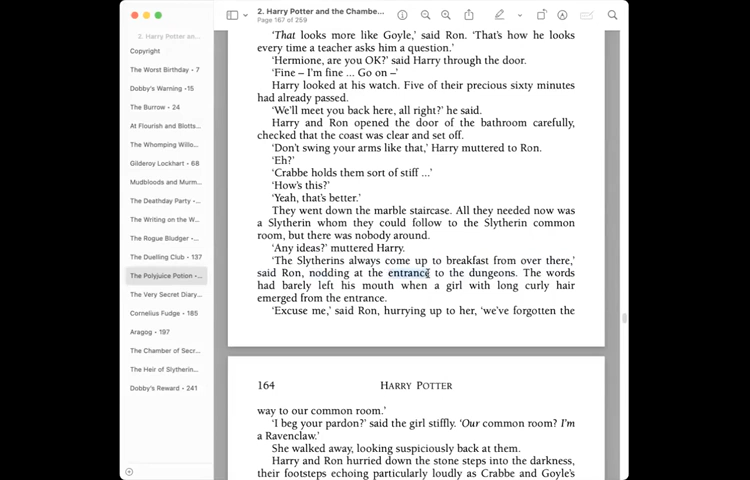 2. Harry Potter and the Chambe...
Page 167 of 259
2. Harry Potter an...
Copyright
The Worst Birthday • 7
Dobby's Warning • 15
The Burrow • 24
At Flourish and Blotts...
The Whomping Willo...
Gilderoy Lockhart • 68
Mudbloods and Murm...
The Deathday Party •...
The Writing on the W...
The Rogue Bludger •...
The Duelling Club • 137
The Polyjuice Potion •...
The Very Secret Diary...
Cornelius Fudge • 185
Aragog • 197
The Chamber of Secr...
The Heir of Slytherin...
Dobby's Reward • 241
'That looks more like Goyle,' said Ron. 'That's how he looks
every time a teacher asks him a question.'
'Hermione, are you OK?' said Harry through the door.
'Fine – I'm fine ... Go on –'
Harry looked at his watch. Five of their precious sixty minutes
had already passed.
'We'll meet you back here, all right?' he said.
Harry and Ron opened the door of the bathroom carefully,
checked that the coast was clear and set off.
'Don't swing your arms like that,' Harry muttered to Ron.
'Eh?'
'Crabbe holds them sort of stiff ...'
'How's this?'
'Yeah, that's better.'
They went down the marble staircase. All they needed now was
a Slytherin whom they could follow to the Slytherin common
room, but there was nobody around.
'Any ideas?' muttered Harry.
'The Slytherins always come up to breakfast from over there,'
said Ron, nodding at the entrance to the dungeons. The words
had barely left his mouth when a girl with long curly hair
emerged from the entrance.
'Excuse me,' said Ron, hurrying up to her, 'we've forgotten the
164 HARRY POTTER
way to our common room.'
'I beg your pardon?' said the girl stiffly. 'Our common room? I'm
a Ravenclaw.'
She walked away, looking suspiciously back at them.
Harry and Ron hurried down the stone steps into the darkness,
their footsteps echoing particularly loudly as Crabbe and Goyle's